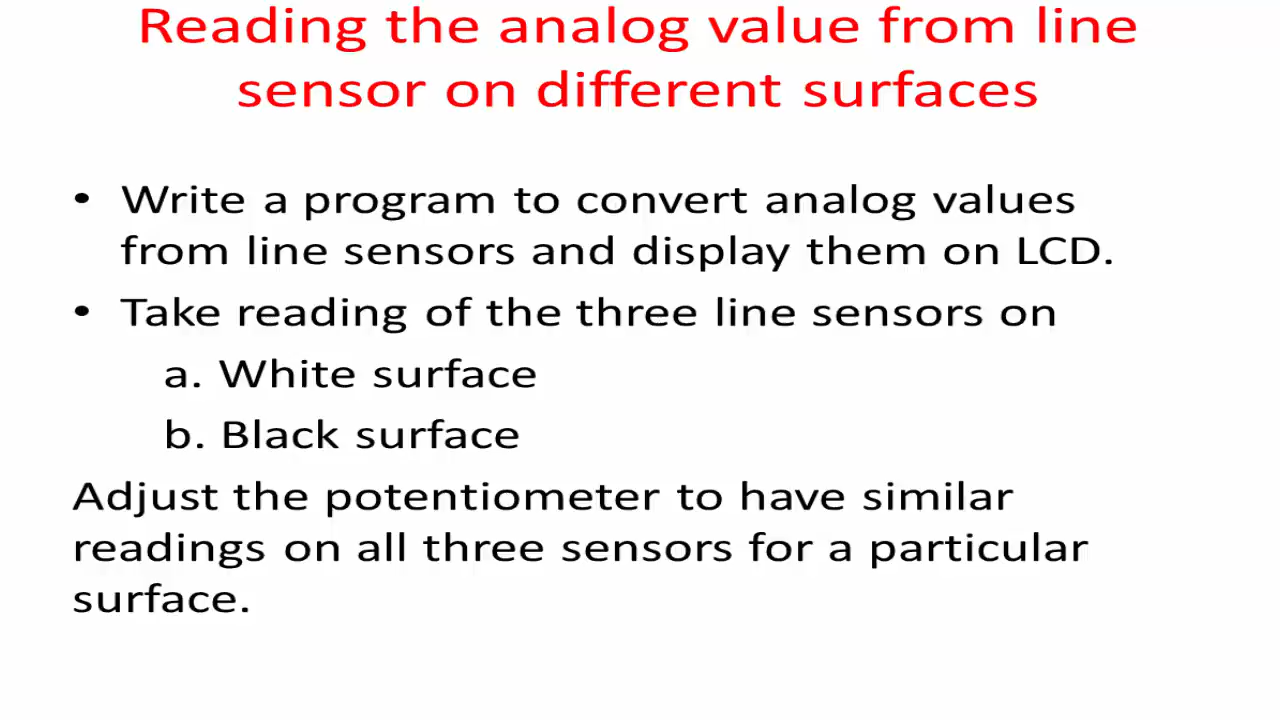 Reading the analog value from line
sensor on different surfaces
• Write a program to convert analog values
from line sensors and display them on LCD.
• Take reading of the three line sensors on
a. White surface
b. Black surface
Adjust the potentiometer to have similar
readings on all three sensors for a particular
surface.